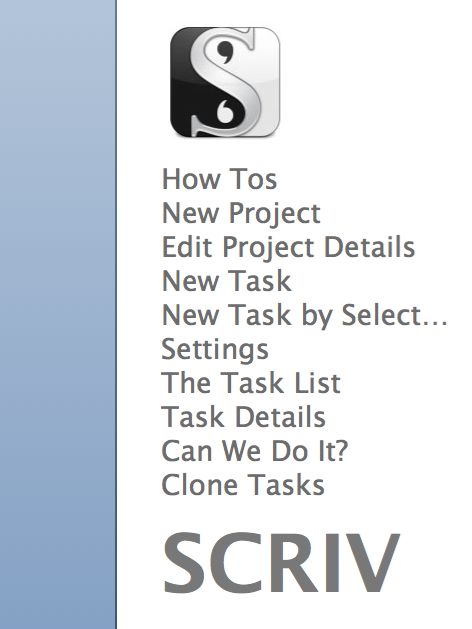 How Tos
New Project
Edit Project Details
New Task
New Task by Select...
Settings
The Task List
Task Details
Can We Do It?
Clone Tasks
SCRIV